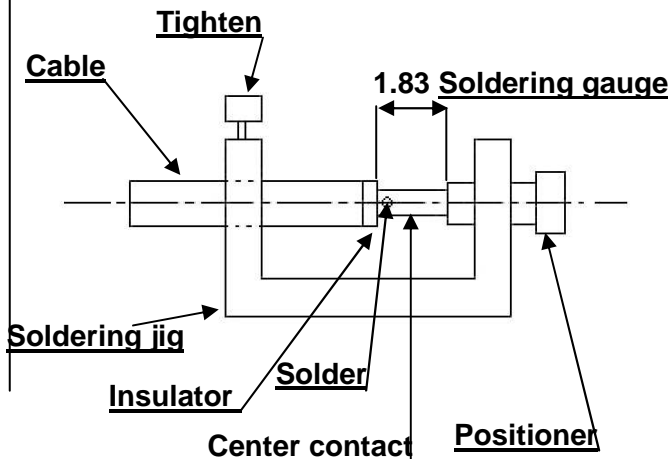 Tighten
Cable
1.83 Soldering gauge
Soldering jig
Solder
Insulator
Center contact
Positioner